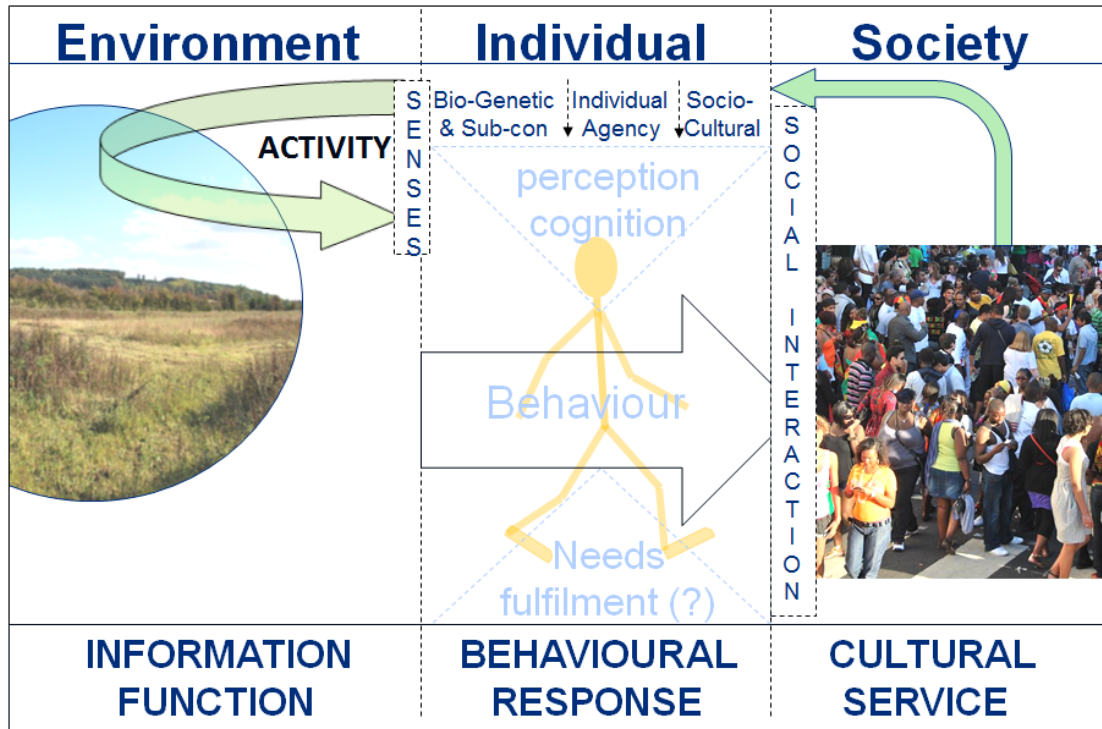 Environment
Individual
Society
SENSES
Bio-Genetic
& Sub-con
Individual
Agency
Socio-
Cultural
ACTIVITY
SOCIAL INTERACTION
perception
cognition
Behaviour
Needs
fulfilment (?)
INFORMATION
FUNCTION
BEHAVIOURAL
RESPONSE
CULTURAL
SERVICE